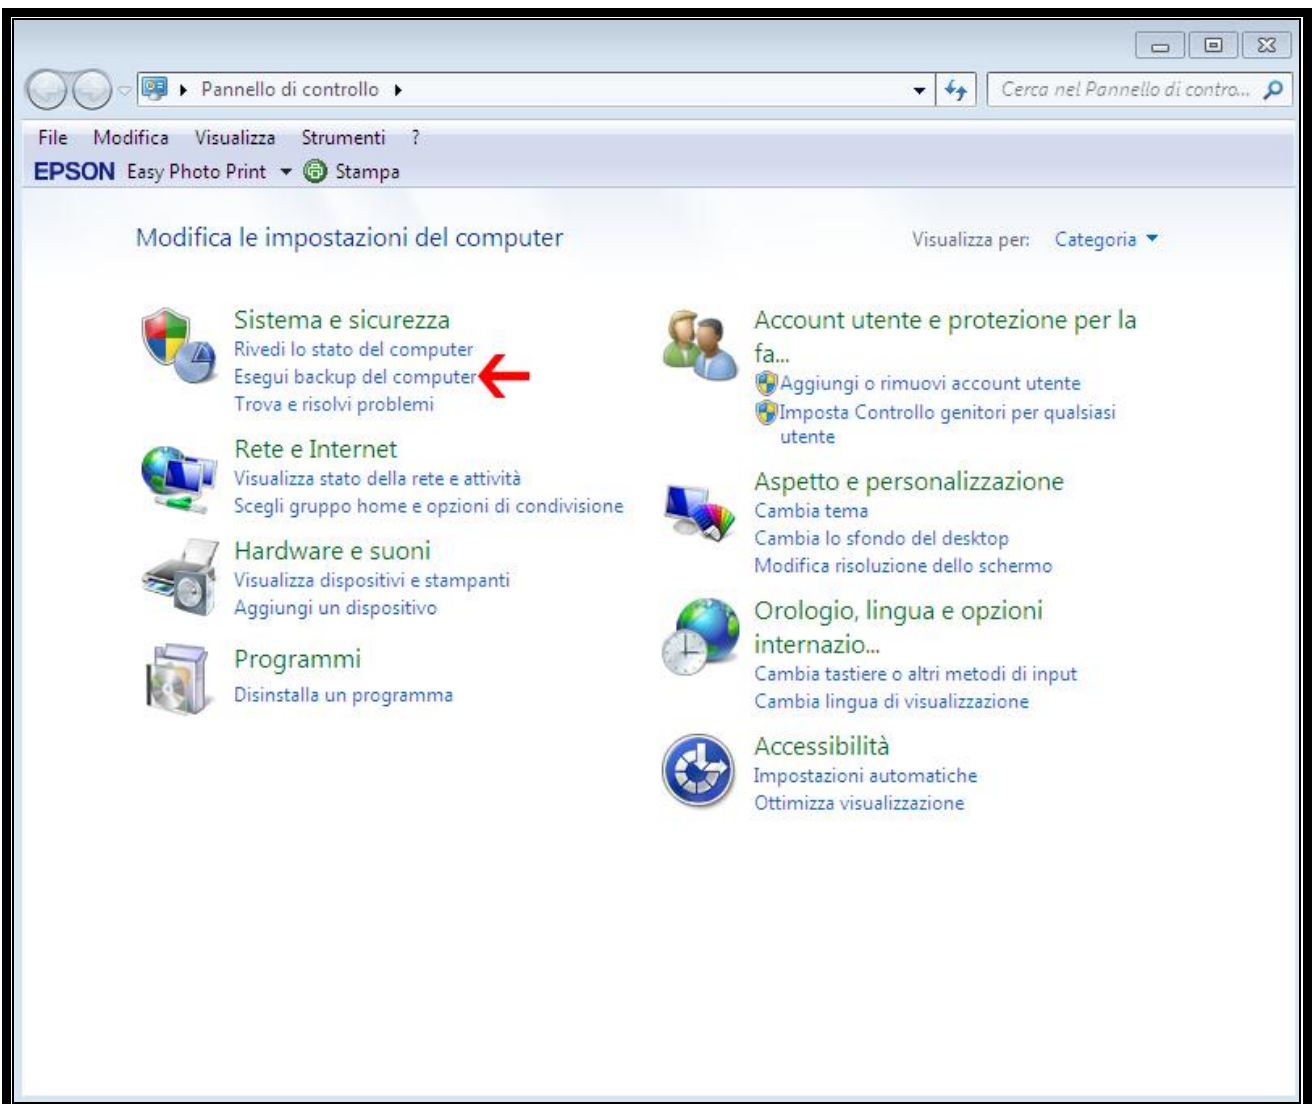 Pannello di controllo
Cerca nel Pannello di contro...
File Modifica Visualizza Strumenti ?
EPSON Easy Photo Print Stampa
Modifica le impostazioni del computer
Visualizza per: Categoria
Sistema e sicurezza
Rivedi lo stato del computer
Esegui backup del computer
Trova e risolvi problemi
Rete e Internet
Visualizza stato della rete e attività
Scegli gruppo home e opzioni di condivisione
Hardware e suoni
Visualizza dispositivi e stampanti
Aggiungi un dispositivo
Programmi
Disinstalla un programma
Account utente e protezione per la
fa...
Aggiungi o rimuovi account utente
Imposta Controllo genitori per qualsiasi
utente
Aspetto e personalizzazione
Cambia tema
Cambia lo sfondo del desktop
Modifica risoluzione dello schermo
Orologio, lingua e opzioni
internazio...
Cambia tastiere o altri metodi di input
Cambia lingua di visualizzazione
Accessibilità
Impostazioni automatiche
Ottimizza visualizzazione